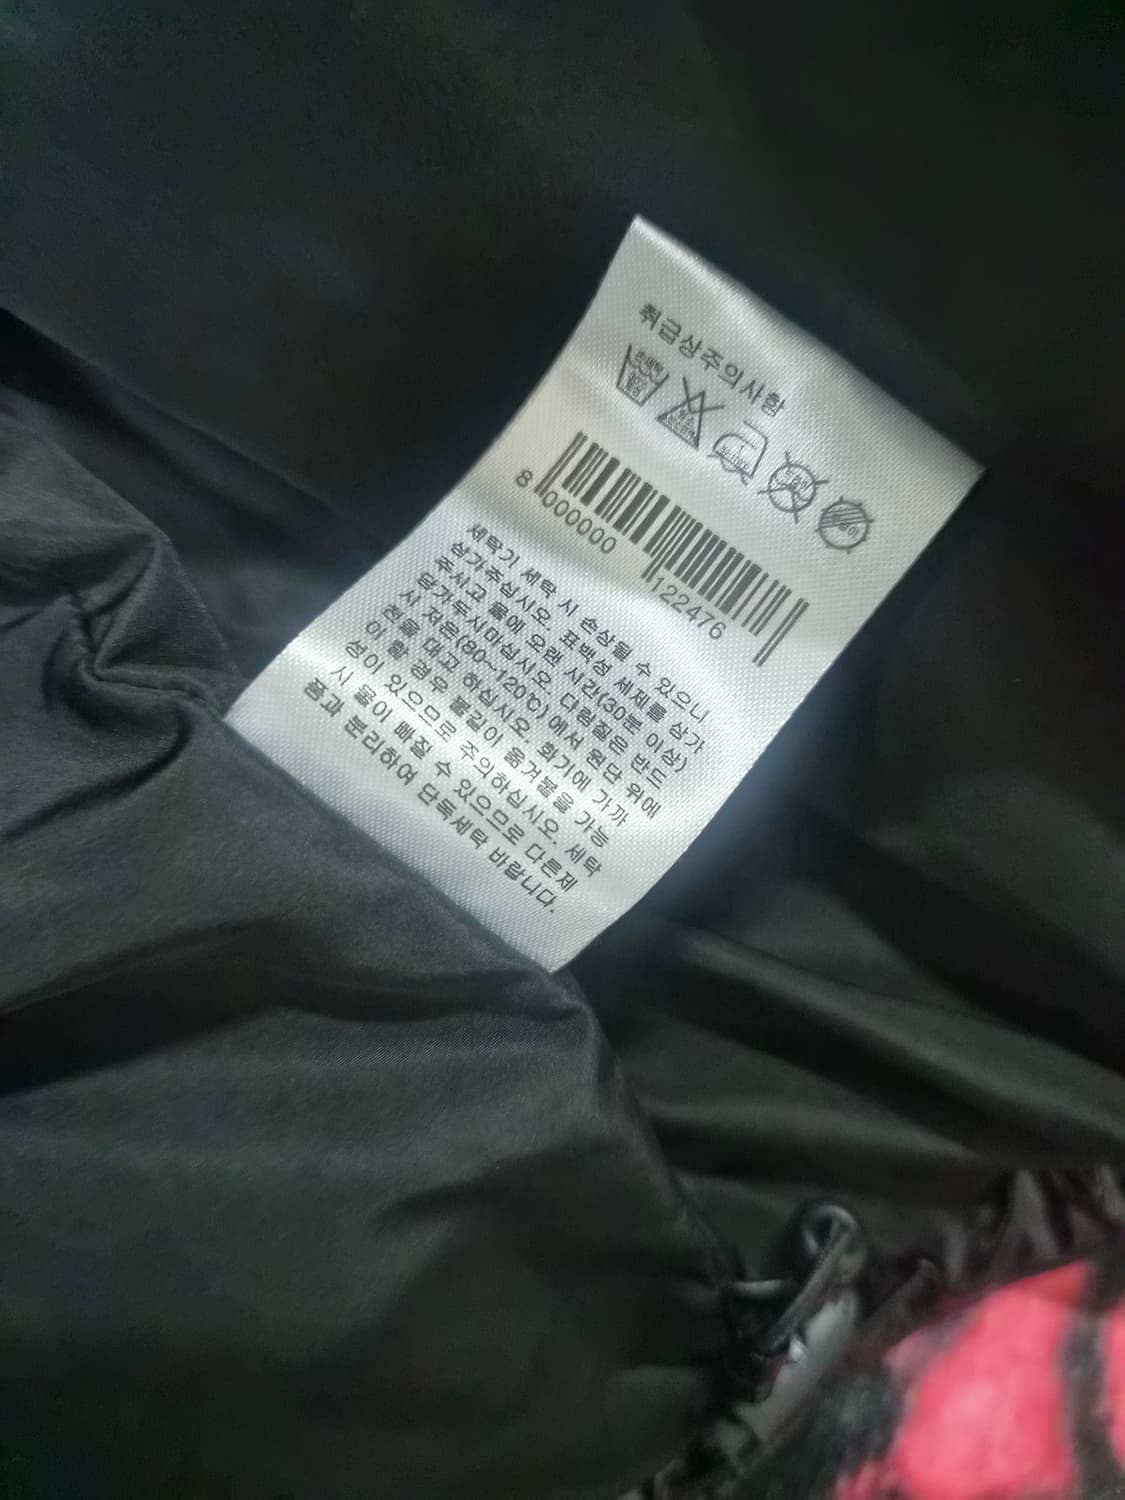 취급상주의사항
손세탁
중성
8 000000 122476
세탁기 세탁 시 손상될 수 있으니
삼가주십시오. 표백성 세제를 삼가
주시고 물에 오랜 시간(30분 이상)
담가두시마십시오. 다림질은 반드
시 저온(80~120℃)에서 원단 위에
천을 대고 하십시오. 화기에 가까
이 할 경우 불길이 옮겨붙을 가능
성이 있으므로 주의하십시오. 세탁
시 물이 빠질 수 있으므로 다른제
품과 분리하여 단독세탁 바랍니다.